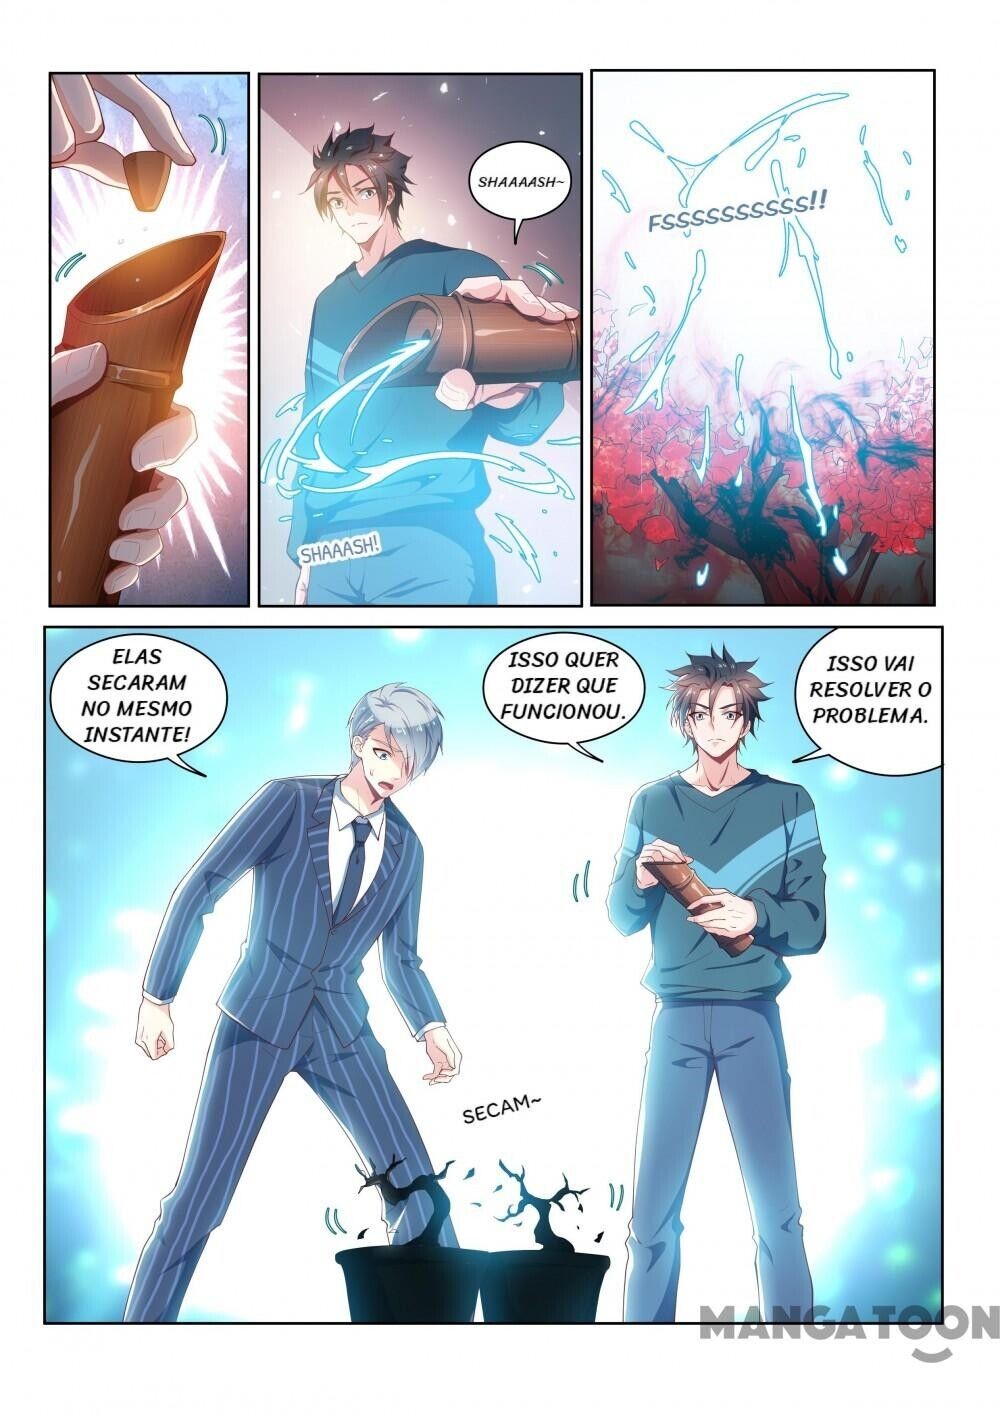 SHAAAASH~
SHAAASH!
FSSSSSSSSSS!!
ELAS
SECARAM
NO MESMO
INSTANTE!
ISSO QUER
DIZER QUE
FUNCIONOU.
ISSO VAI
RESOLVER O
PROBLEMA.
SECAM~
MANGATOON